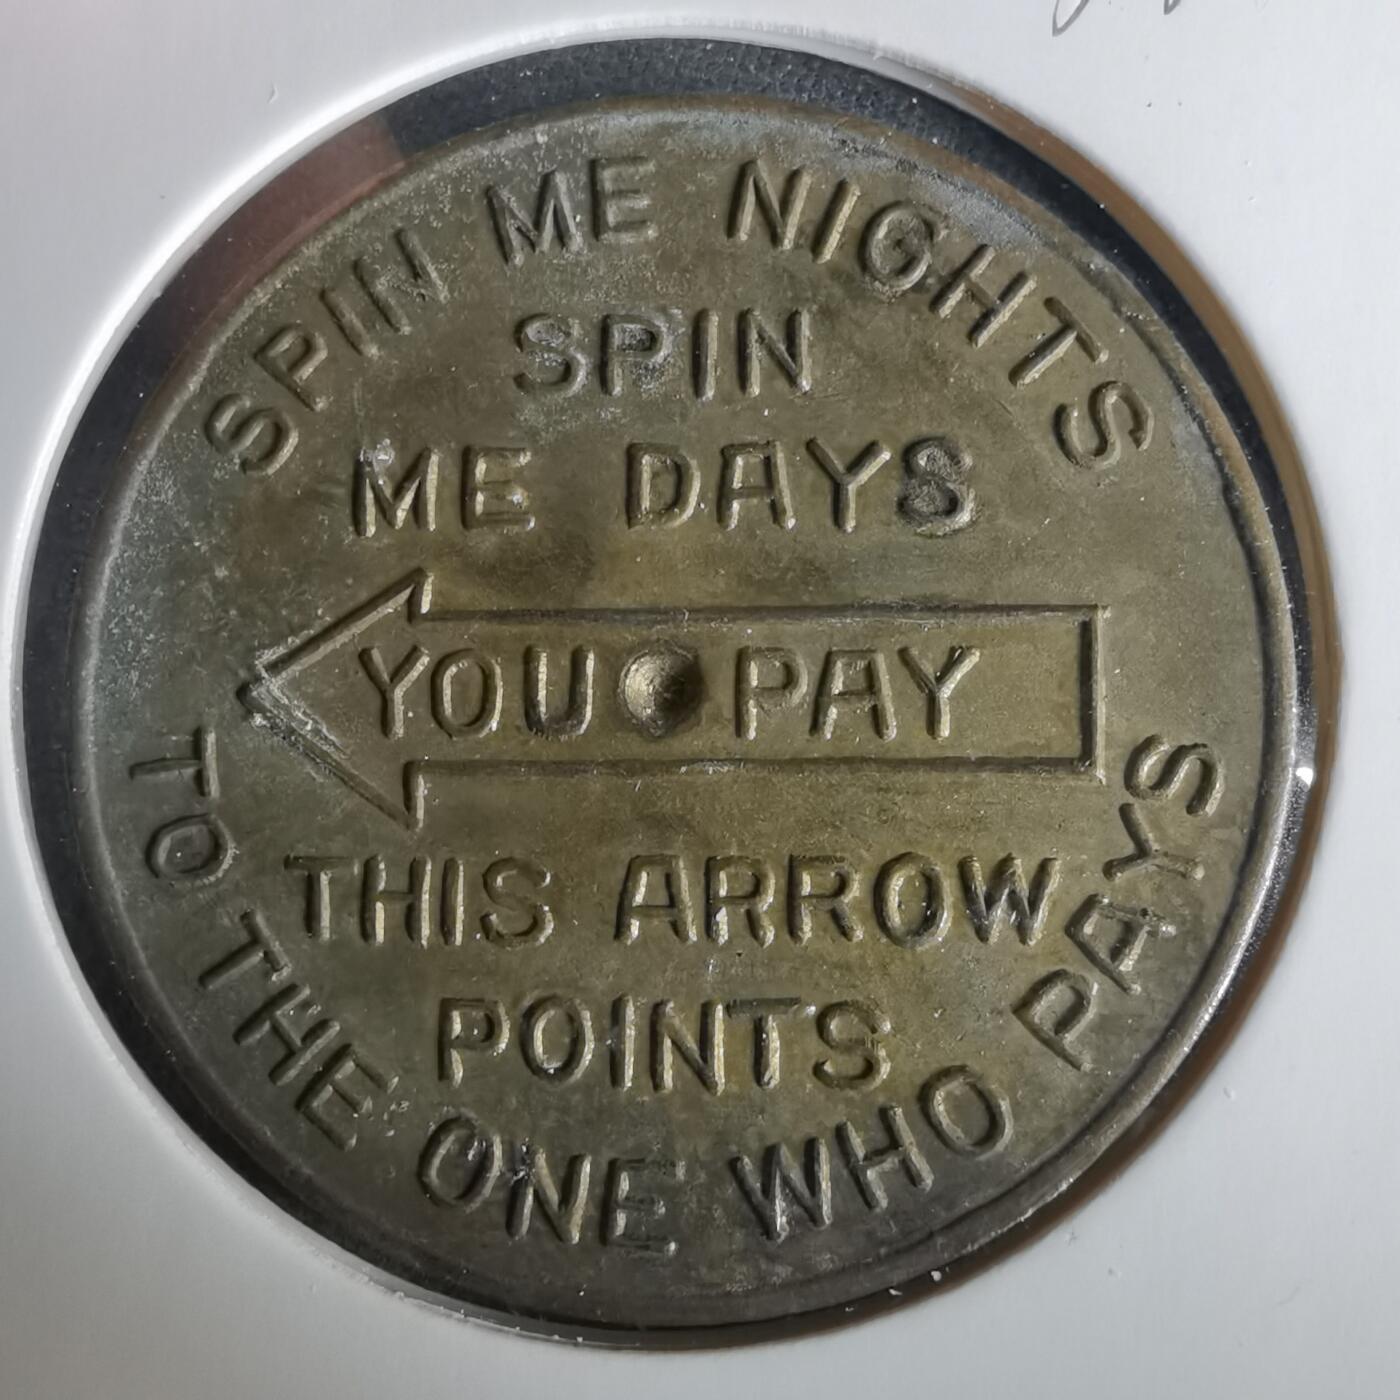 SPIN ME NIGHTS
SPIN
ME DAYS
YOU PAY
THIS ARROW
POINTS
TO THE ONE WHO PAYS